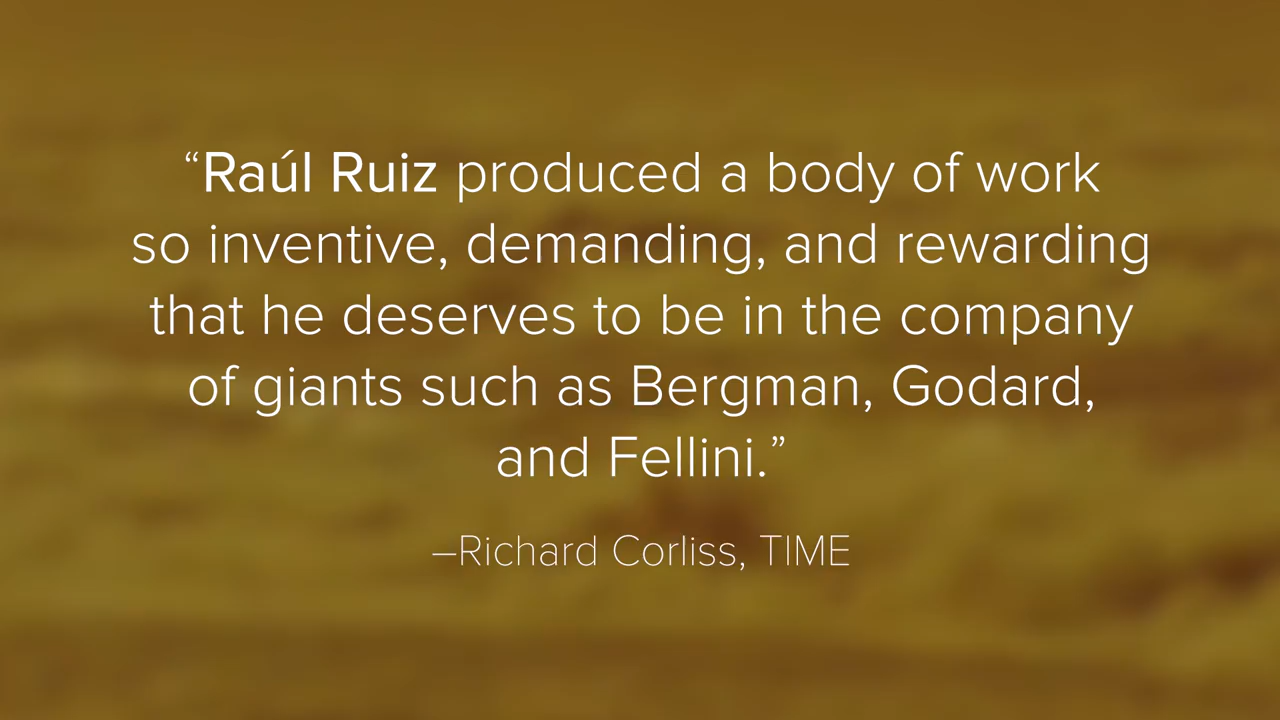 “Raúl Ruiz produced a body of work
so inventive, demanding, and rewarding
that he deserves to be in the company
of giants such as Bergman, Godard,
and Fellini.”
–Richard Corliss, TIME